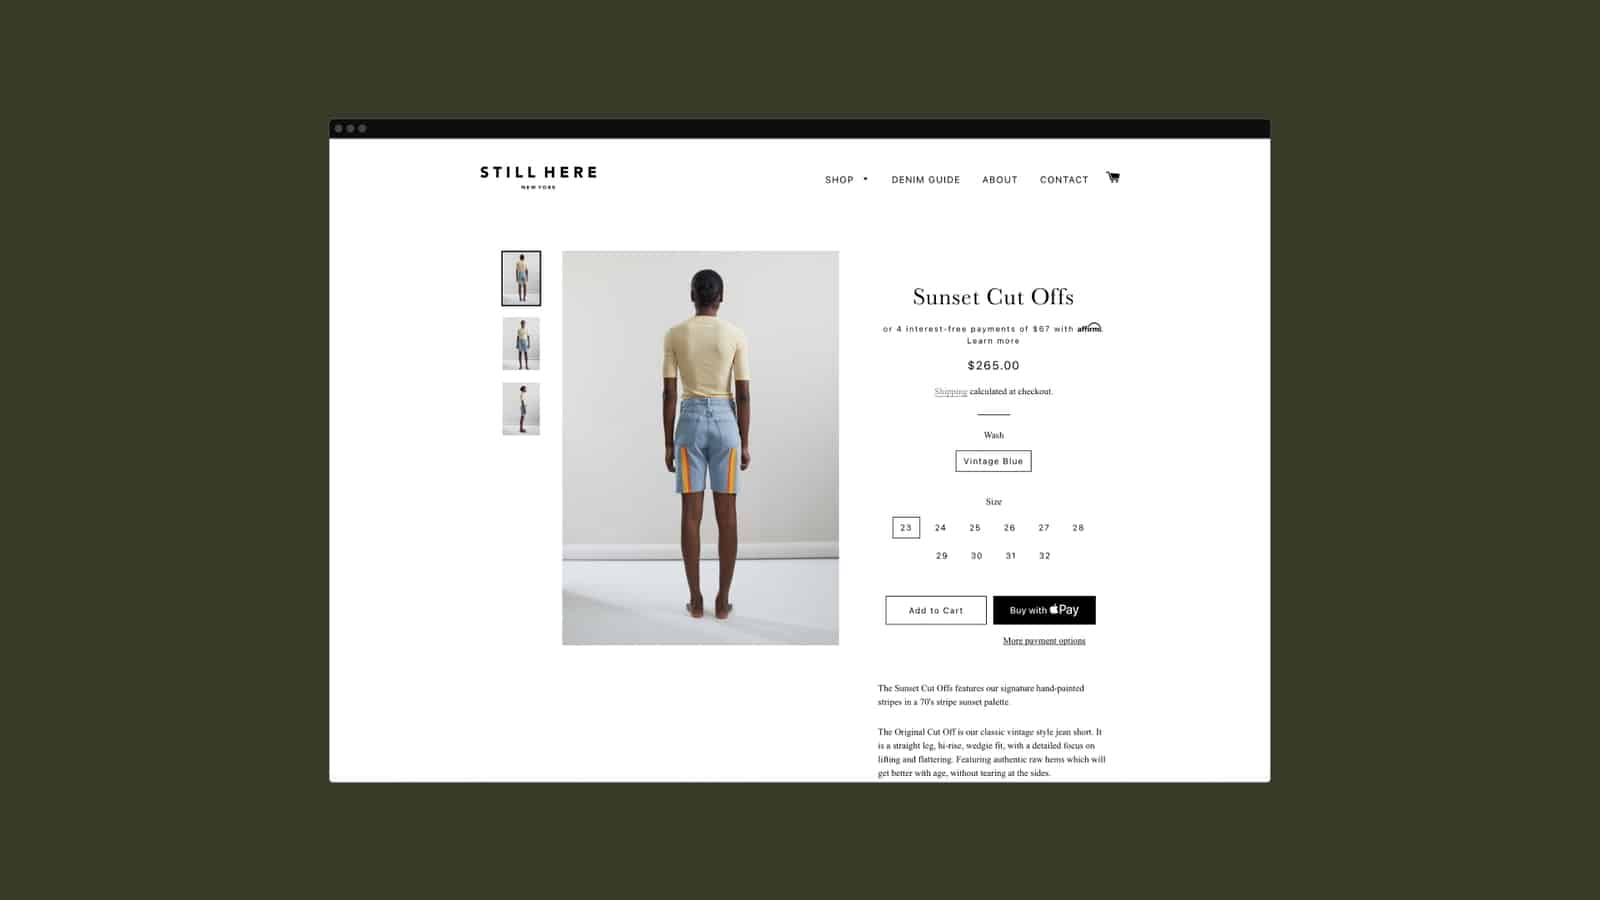 STILL HERE
NEW YORK
SHOP
DENIM GUIDE
ABOUT
CONTACT
Sunset Cut Offs
or 4 interest-free payments of $67 with affirm.
Learn more
$265.00
Shipping calculated at checkout.
Wash
Vintage Blue
Size
23 24 25 26 27 28
29 30 31 32
Add to Cart
Buy with Pay
More payment options
The Sunset Cut Offs features our signature hand-painted
stripes in a 70's stripe sunset palette.
The Original Cut Off is our classic vintage style jean short. It
is a straight leg, hi-rise, wedgie fit, with a detailed focus on
lifting and flattering. Featuring authentic raw hems which will
get better with age, without tearing at the sides.